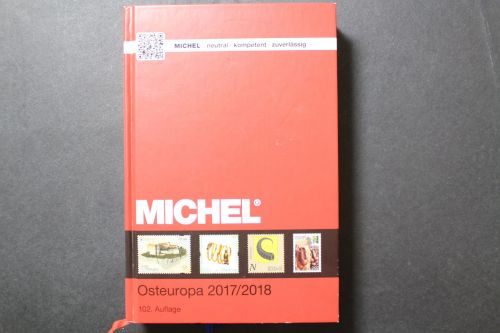 MICHEL neutral · kompetent · zuverlässig
MICHEL®
N
Osteuropa 2017/2018
102. Auflage